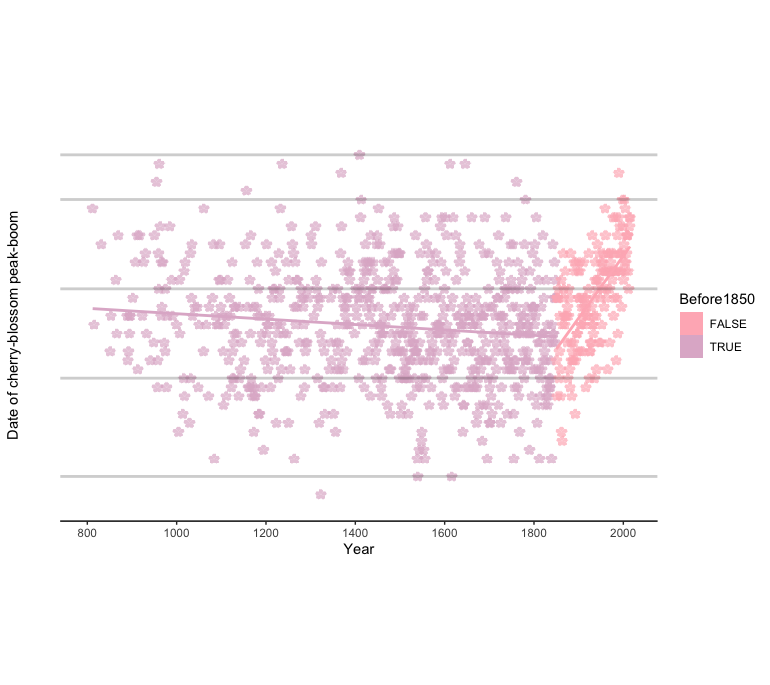 Date of cherry-blossom peak-boom
800 1000 1200 1400 1600 1800 2000
Year
Before1850
FALSE
TRUE